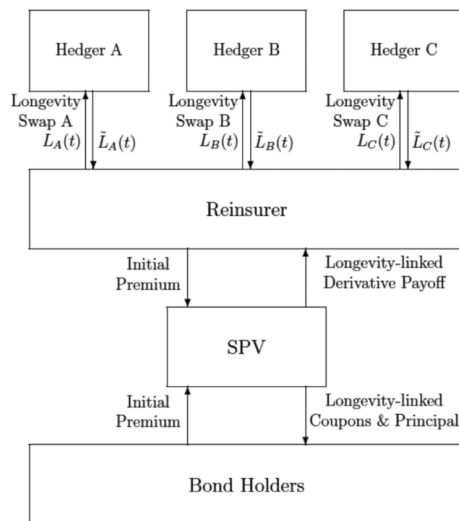 Hedger A
Hedger B
Hedger C
Longevity
Swap A
L_A(t)
L̃_A(t)
Longevity
Swap B
L_B(t)
L̃_B(t)
Longevity
Swap C
L_C(t)
L̃_C(t)
Reinsurer
Initial
Premium
Longevity-linked
Derivative Payoff
SPV
Initial
Premium
Longevity-linked
Coupons & Principal
Bond Holders